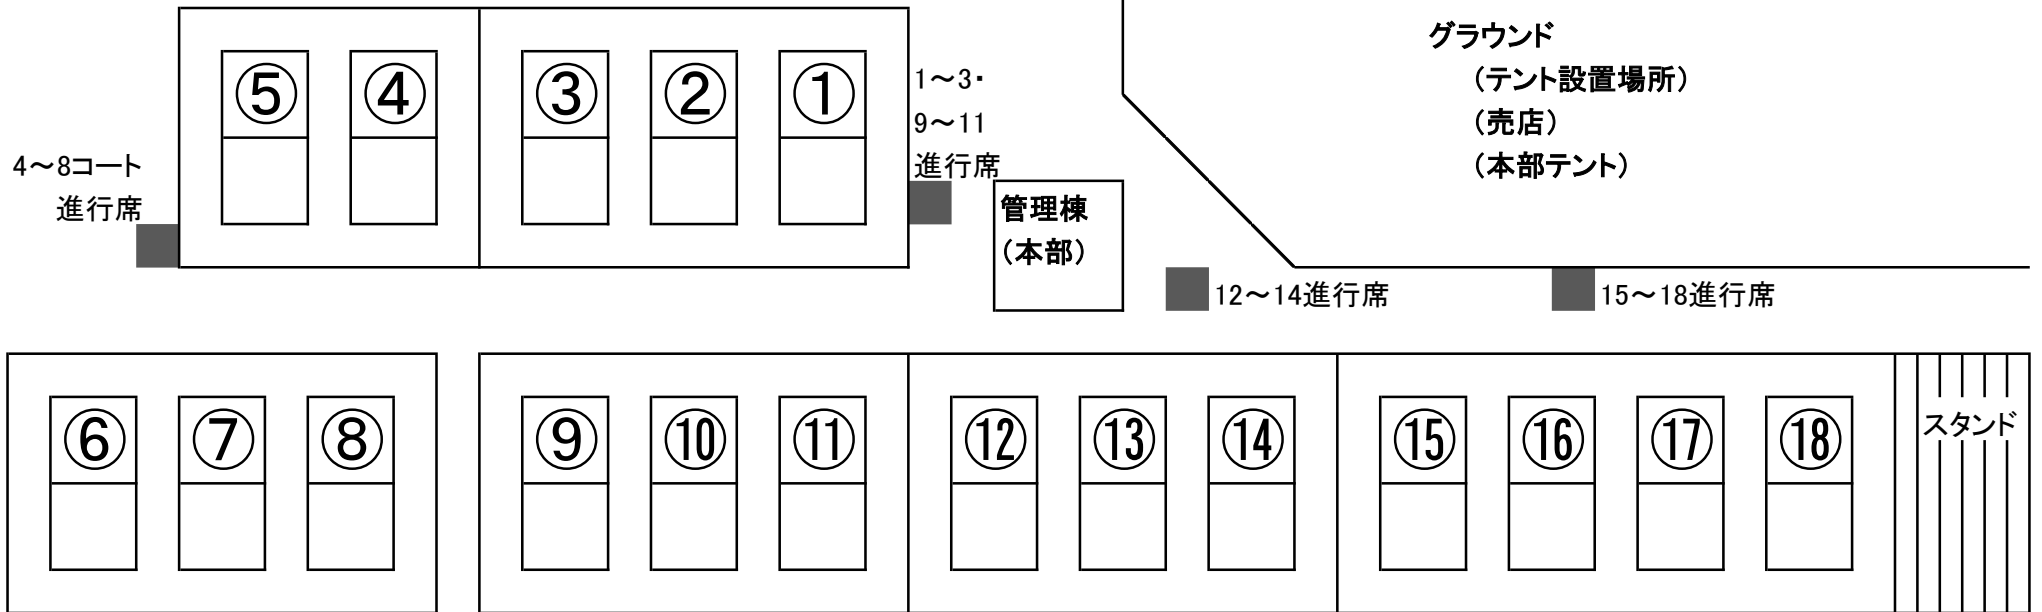 ⑤ ④ ③ ② ①
1～3・
9～11
進行席
4～8コート
進行席
管理棟
（本部）
グラウンド
（テント設置場所）
（売店）
（本部テント）
12～14進行席
15～18進行席
⑥ ⑦ ⑧ ⑨ ⑩ ⑪ ⑫ ⑬ ⑭ ⑮ ⑯ ⑰ ⑱
スタンド